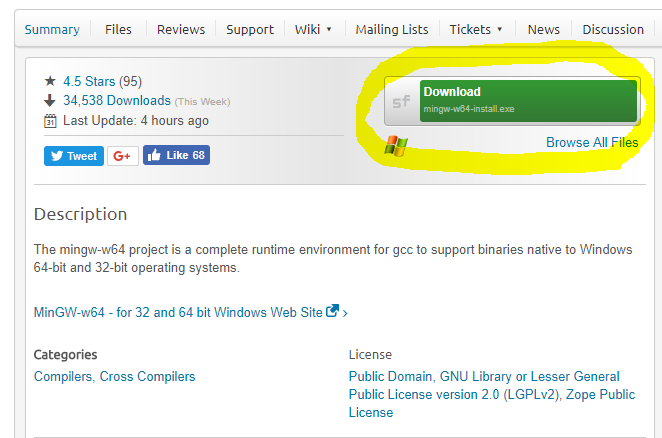 Summary Files Reviews Support Wiki ▾ Mailing Lists Tickets ▾ News Discussion
4.5 Stars (95)
34,538 Downloads (This Week)
31 Last Update: 4 hours ago
Tweet G+ Like 68
sf Download
mingw-w64-install.exe
Browse All Files
Description
The mingw-w64 project is a complete runtime environment for gcc to support binaries native to Windows
64-bit and 32-bit operating systems.
MinGW-w64 - for 32 and 64 bit Windows Web Site ›
Categories
Compilers, Cross Compilers
License
Public Domain, GNU Library or Lesser General
Public License version 2.0 (LGPLv2), Zope Public
License